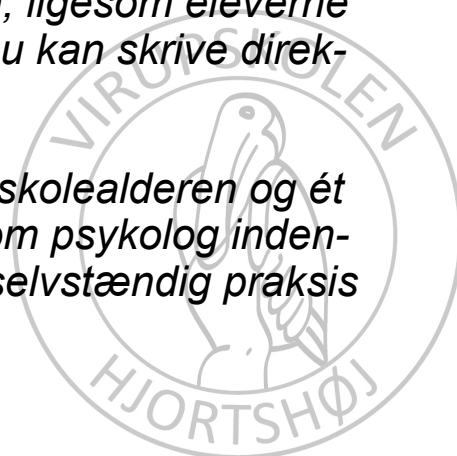 , ligesom eleverne
u kan skrive direk-
skolealderen og ét
om psykolog inden-
selvstændig praksis
VIRUPSKOLEN
HJORTSHØJ